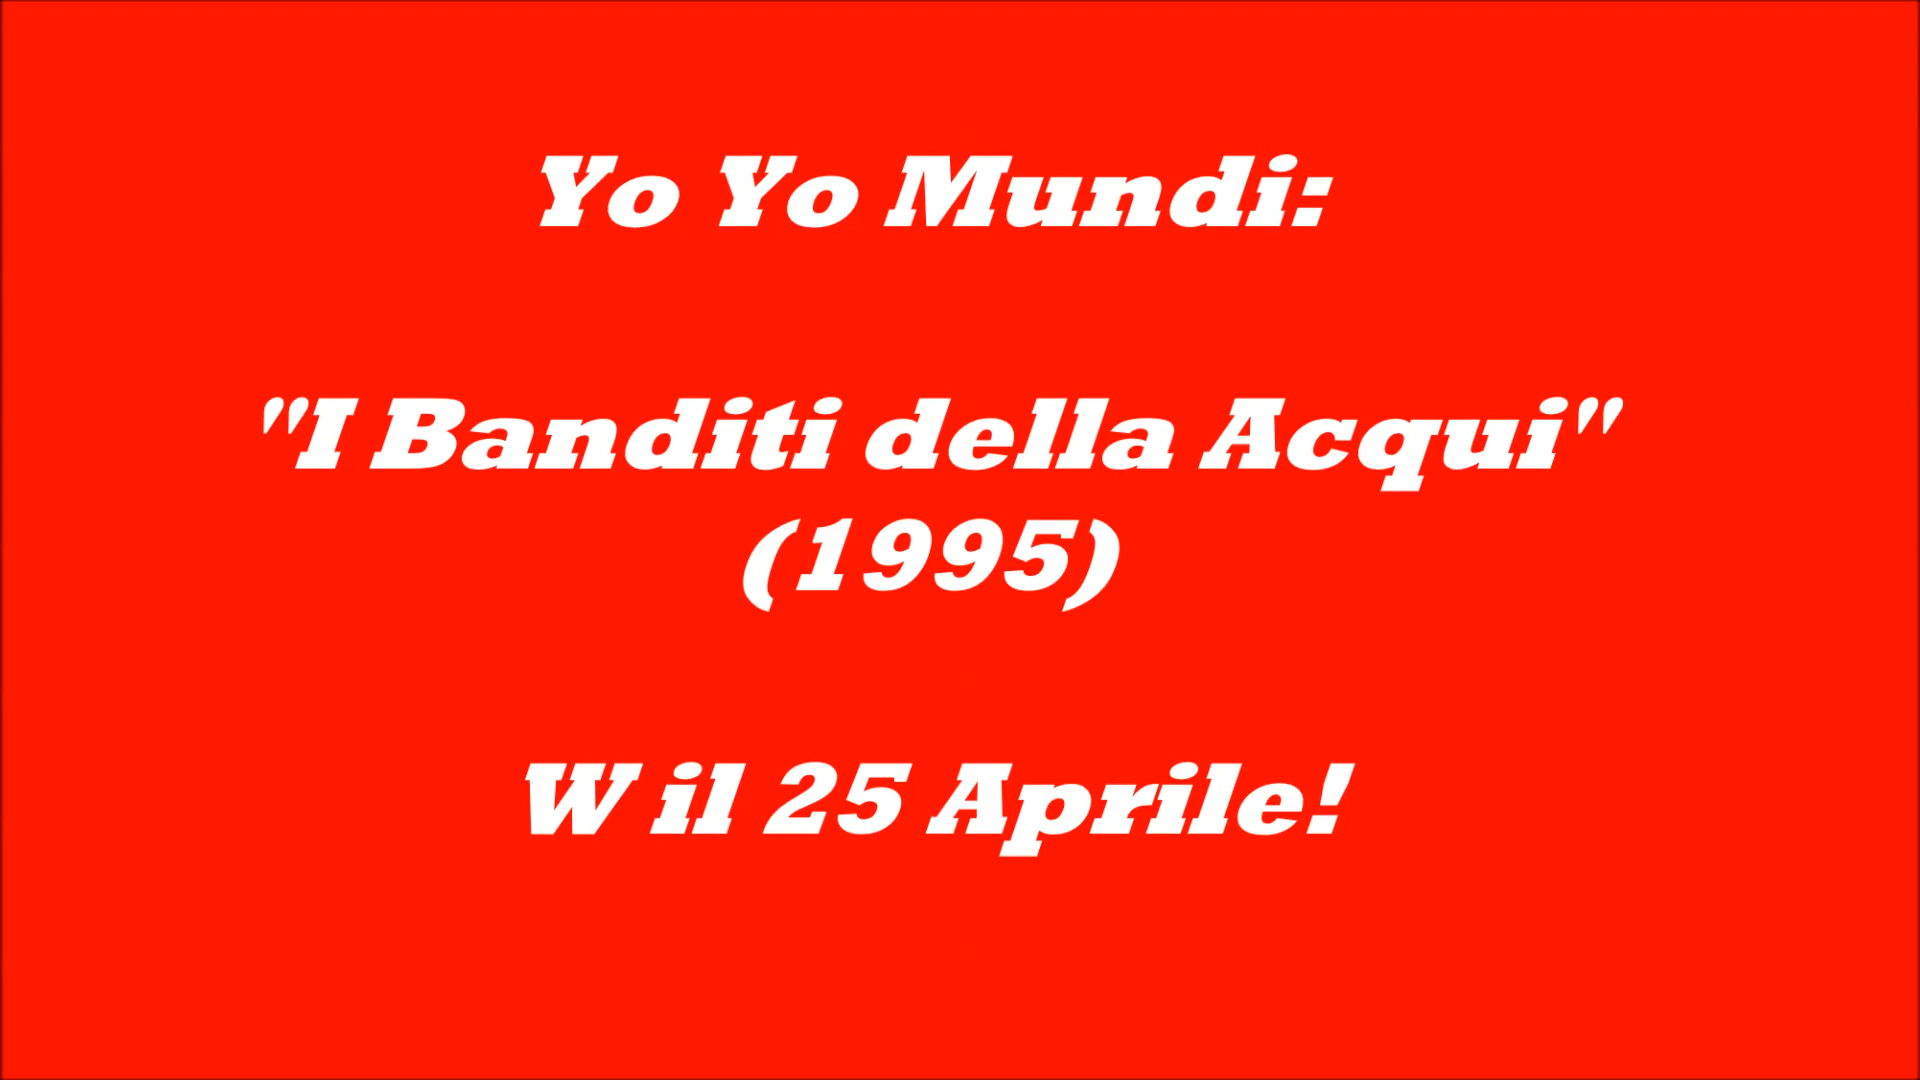 Yo Yo Mundi:
"I Banditi della Acqui"
(1995)
W il 25 Aprile!